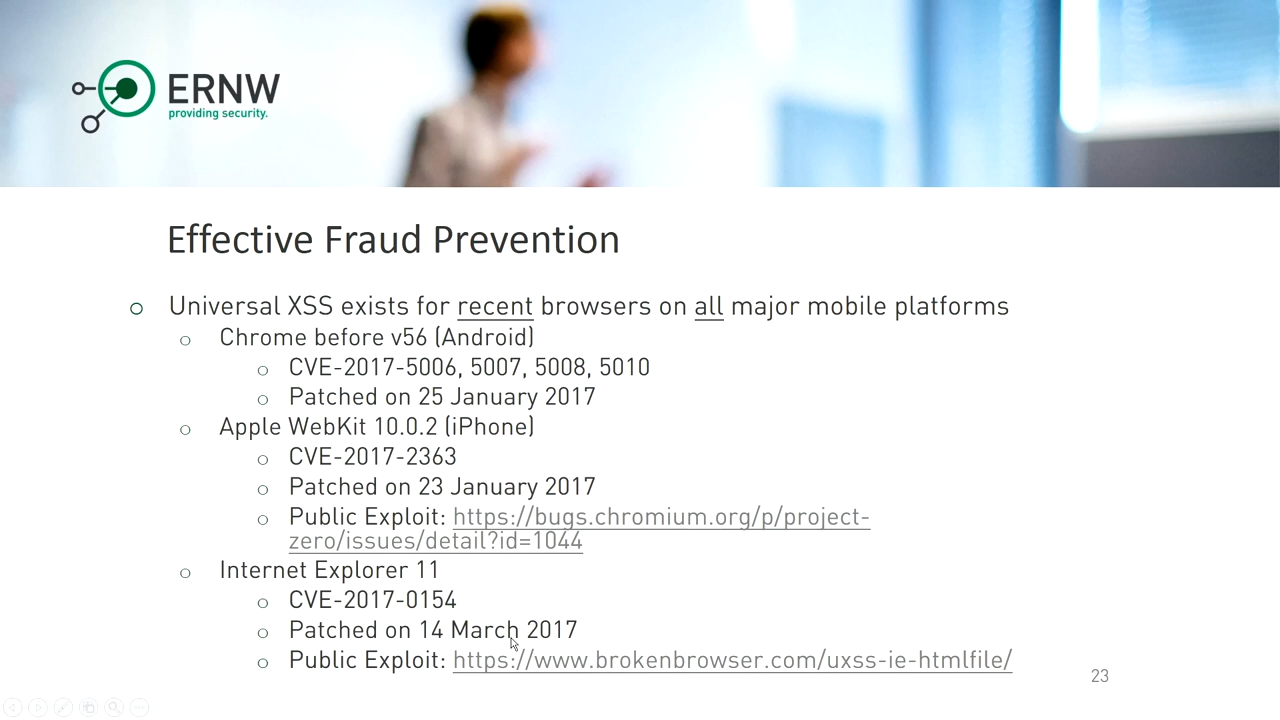 ERNW
providing security.
Effective Fraud Prevention
o Universal XSS exists for recent browsers on all major mobile platforms
o Chrome before v56 (Android)
o CVE-2017-5006, 5007, 5008, 5010
o Patched on 25 January 2017
o Apple WebKit 10.0.2 (iPhone)
o CVE-2017-2363
o Patched on 23 January 2017
o Public Exploit: https://bugs.chromium.org/p/project-
zero/issues/detail?id=1044
o Internet Explorer 11
o CVE-2017-0154
o Patched on 14 March 2017
o Public Exploit: https://www.brokenbrowser.com/uxss-ie-htmlfile/
23